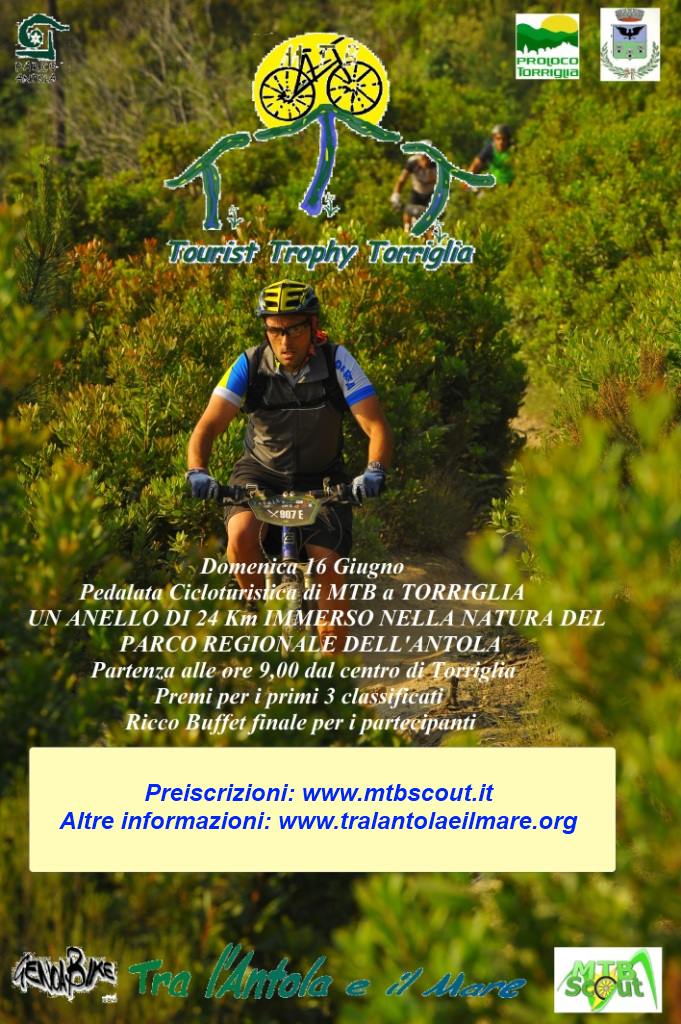 PARCO
ANTOLA
PROLOCO
TORRIGLIA
Tourist Trophy Torriglia
Domenica 16 Giugno
Pedalata Cicloturistica di MTB a TORRIGLIA
UN ANELLO DI 24 Km IMMERSO NELLA NATURA DEL
PARCO REGIONALE DELL'ANTOLA
Partenza alle ore 9,00 dal centro di Torriglia
Premi per i primi 3 classificati
Ricco Buffet finale per i partecipanti
Preiscrizioni: www.mtbscout.it
Altre informazioni: www.tralantolaeilmare.org
GENOABIKE
Tra l'Antola e il Mare
MTB
SCout